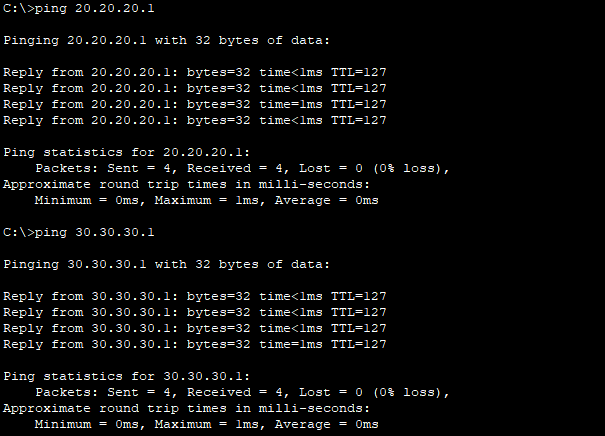 C:\>ping 20.20.20.1
Pinging 20.20.20.1 with 32 bytes of data:
Reply from 20.20.20.1: bytes=32 time<1ms TTL=127
Reply from 20.20.20.1: bytes=32 time<1ms TTL=127
Reply from 20.20.20.1: bytes=32 time=1ms TTL=127
Reply from 20.20.20.1: bytes=32 time<1ms TTL=127
Ping statistics for 20.20.20.1:
    Packets: Sent = 4, Received = 4, Lost = 0 (0% loss),
Approximate round trip times in milli-seconds:
    Minimum = 0ms, Maximum = 1ms, Average = 0ms
C:\>ping 30.30.30.1
Pinging 30.30.30.1 with 32 bytes of data:
Reply from 30.30.30.1: bytes=32 time<1ms TTL=127
Reply from 30.30.30.1: bytes=32 time<1ms TTL=127
Reply from 30.30.30.1: bytes=32 time<1ms TTL=127
Reply from 30.30.30.1: bytes=32 time=1ms TTL=127
Ping statistics for 30.30.30.1:
    Packets: Sent = 4, Received = 4, Lost = 0 (0% loss),
Approximate round trip times in milli-seconds:
    Minimum = 0ms, Maximum = 1ms, Average = 0ms